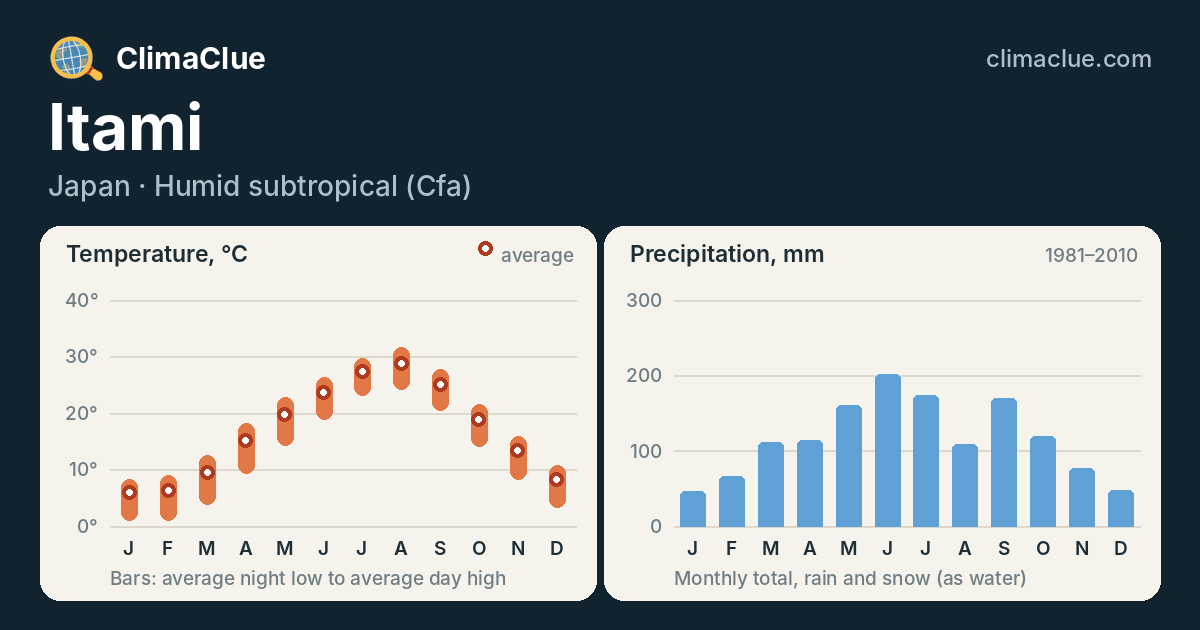 ClimaClue
climaclue.com
Itami
Japan · Humid subtropical (Cfa)
Temperature, °C
average
40°
30°
20°
10°
0°
J F M A M J J A S O N D
Bars: average night low to average day high
Precipitation, mm
1981–2010
300
200
100
0
J F M A M J J A S O N D
Monthly total, rain and snow (as water)